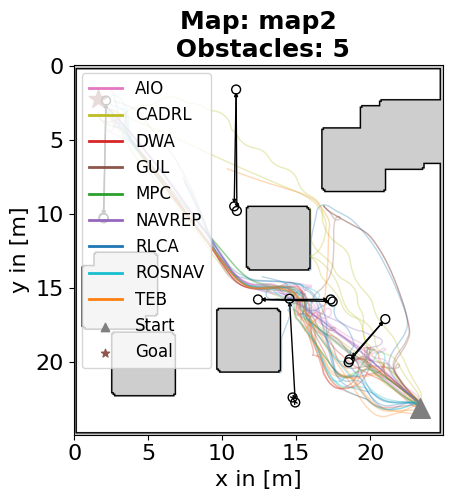 Map: map2
Obstacles: 5
0
5
10
15
20
y in [m]
AIO
CADRL
DWA
GUL
MPC
NAVREP
RLCA
ROSNAV
TEB
Start
Goal
0 5 10 15 20
x in [m]